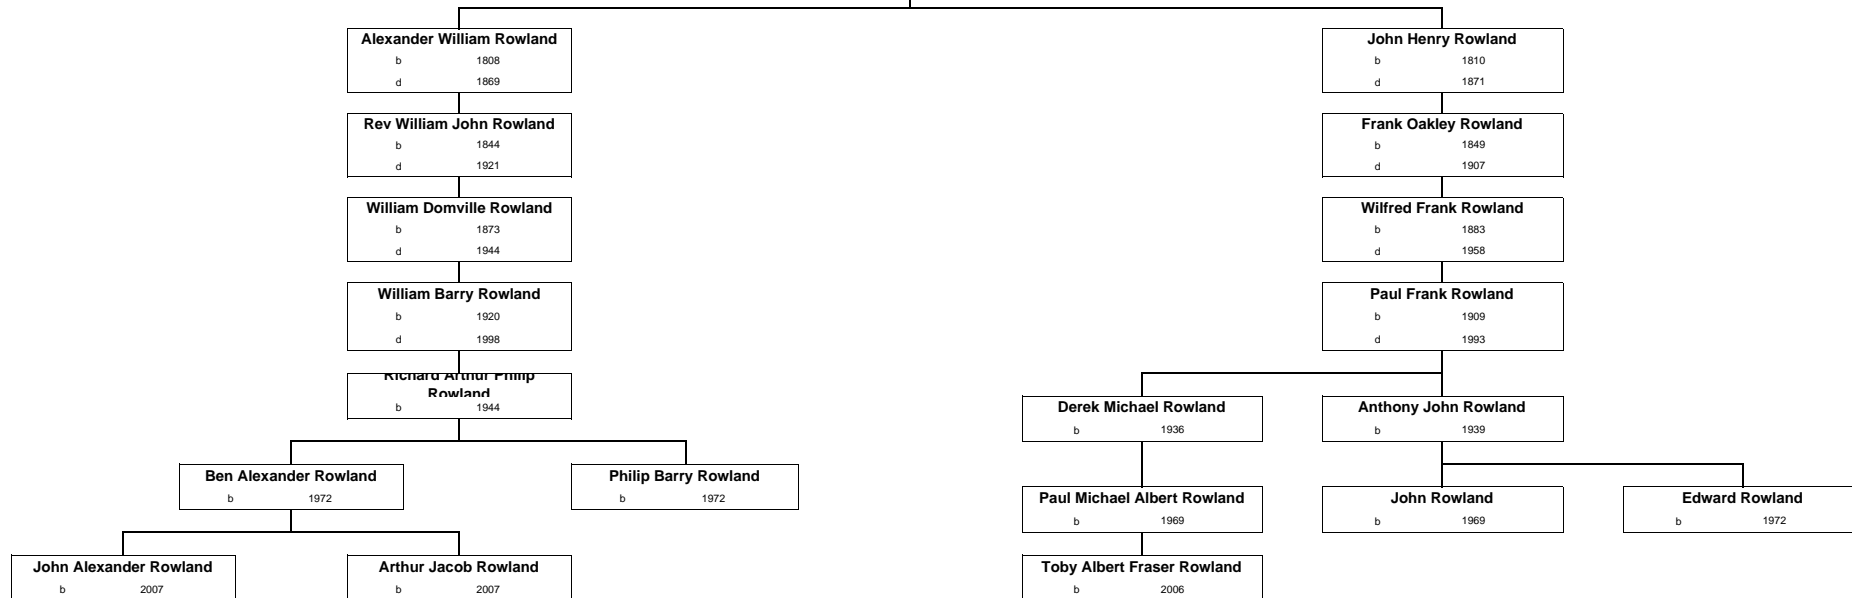 Alexander William Rowland
b 1808
d 1869
John Henry Rowland
b 1810
d 1871
Rev William John Rowland
b 1844
d 1921
Frank Oakley Rowland
b 1849
d 1907
William Domville Rowland
b 1873
d 1944
Wilfred Frank Rowland
b 1883
d 1958
William Barry Rowland
b 1920
d 1998
Paul Frank Rowland
b 1909
d 1993
Richard Arthur Philip
Rowland
b 1944
Derek Michael Rowland
b 1936
Anthony John Rowland
b 1939
Ben Alexander Rowland
b 1972
Philip Barry Rowland
b 1972
Paul Michael Albert Rowland
b 1969
John Rowland
b 1969
Edward Rowland
b 1972
John Alexander Rowland
b 2007
Arthur Jacob Rowland
b 2007
Toby Albert Fraser Rowland
b 2006